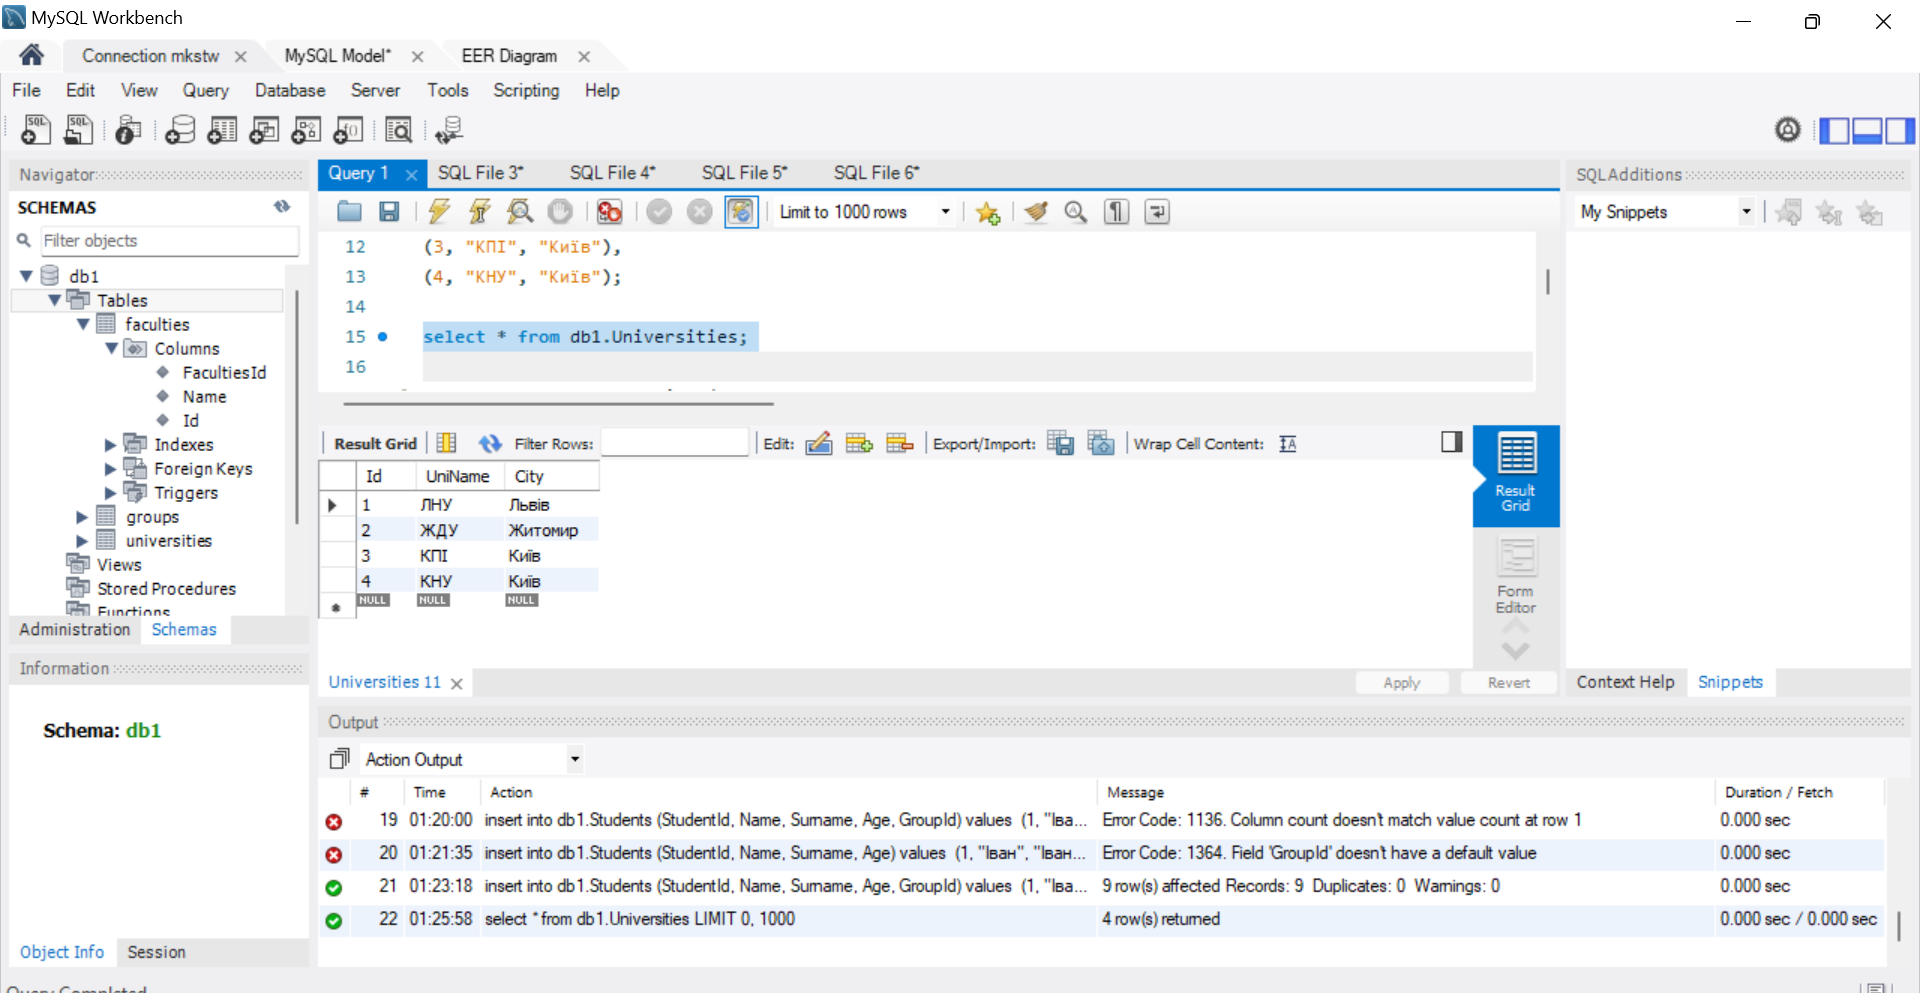 MySQL Workbench
Connection mkstw
MySQL Model*
EER Diagram
File Edit View Query Database Server Tools Scripting Help
Navigator
SCHEMAS
Filter objects
db1
Tables
faculties
Columns
FacultiesId
Name
Id
Indexes
Foreign Keys
Triggers
groups
universities
Views
Stored Procedures
Functions
Administration Schemas
Information
Schema: db1
Object Info Session
Query Completed
Query 1 SQL File 3* SQL File 4* SQL File 5* SQL File 6*
Limit to 1000 rows
12 (3, "КПІ", "Київ"),
13 (4, "КНУ", "Київ");
14
15 select * from db1.Universities;
16
Result Grid Filter Rows: Edit: Export/Import: Wrap Cell Content:
Id UniName City
1 ЛНУ Львів
2 ЖДУ Житомир
3 КПІ Київ
4 КНУ Київ
NULL NULL NULL
Result
Grid
Form
Editor
Universities 11
Apply Revert
SQLAdditions
My Snippets
Context Help Snippets
Output
Action Output
# Time Action Message Duration / Fetch
19 01:20:00 insert into db1.Students (StudentId, Name, Surname, Age, GroupId) values (1, "Іва... Error Code: 1136. Column count doesn't match value count at row 1 0.000 sec
20 01:21:35 insert into db1.Students (StudentId, Name, Surname, Age) values (1, "Іван", "Іван... Error Code: 1364. Field 'GroupId' doesn't have a default value 0.000 sec
21 01:23:18 insert into db1.Students (StudentId, Name, Surname, Age, GroupId) values (1, "Іва... 9 row(s) affected Records: 9 Duplicates: 0 Warnings: 0 0.000 sec
22 01:25:58 select * from db1.Universities LIMIT 0, 1000 4 row(s) returned 0.000 sec / 0.000 sec